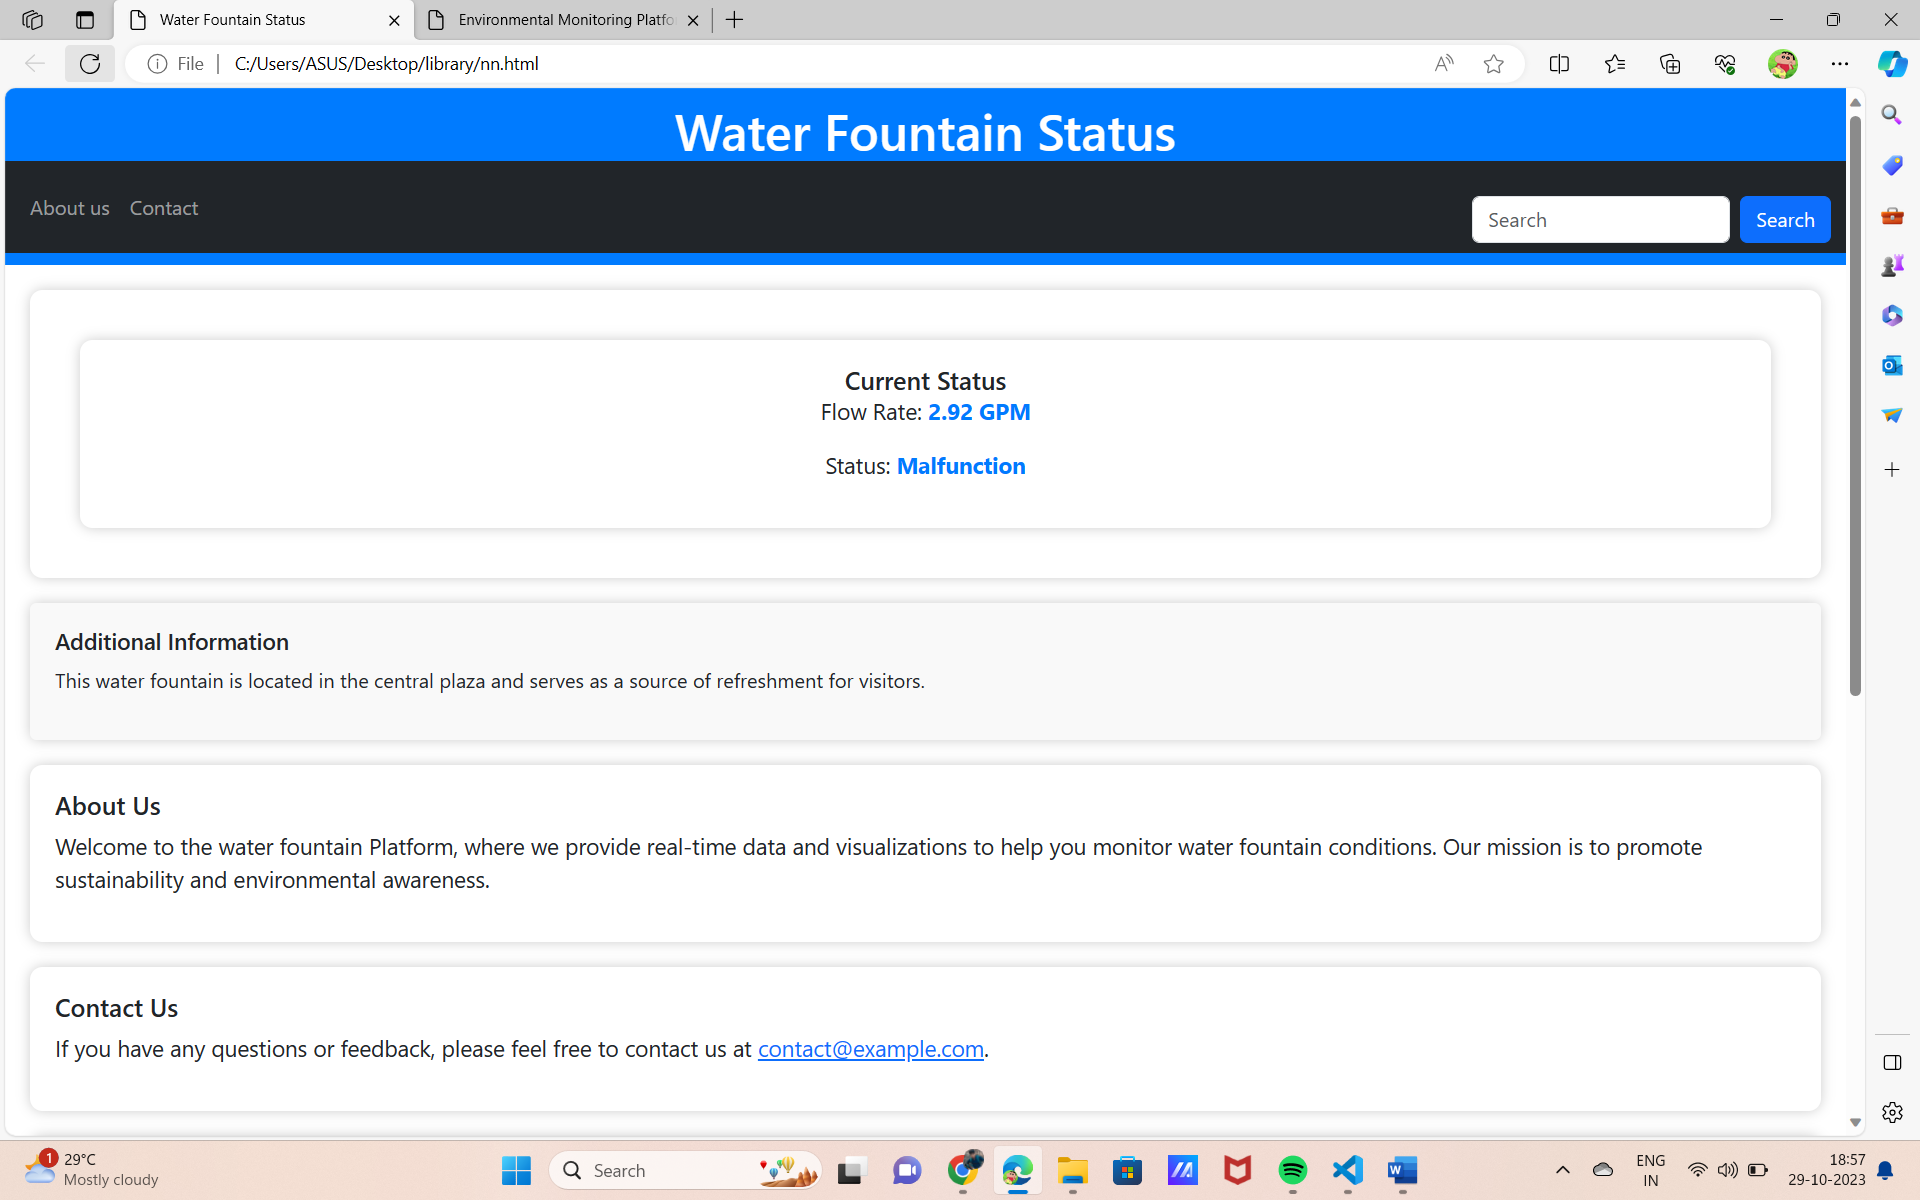 Water Fountain Status
Environmental Monitoring Platfo
File
C:/Users/ASUS/Desktop/library/nn.html
Water Fountain Status
About us Contact
Search
Search
Current Status
Flow Rate: 2.92 GPM
Status: Malfunction
Additional Information
This water fountain is located in the central plaza and serves as a source of refreshment for visitors.
About Us
Welcome to the water fountain Platform, where we provide real-time data and visualizations to help you monitor water fountain conditions. Our mission is to promote
sustainability and environmental awareness.
Contact Us
If you have any questions or feedback, please feel free to contact us at contact@example.com.
1
29°C
Mostly cloudy
Search
ENG
IN
18:57
29-10-2023